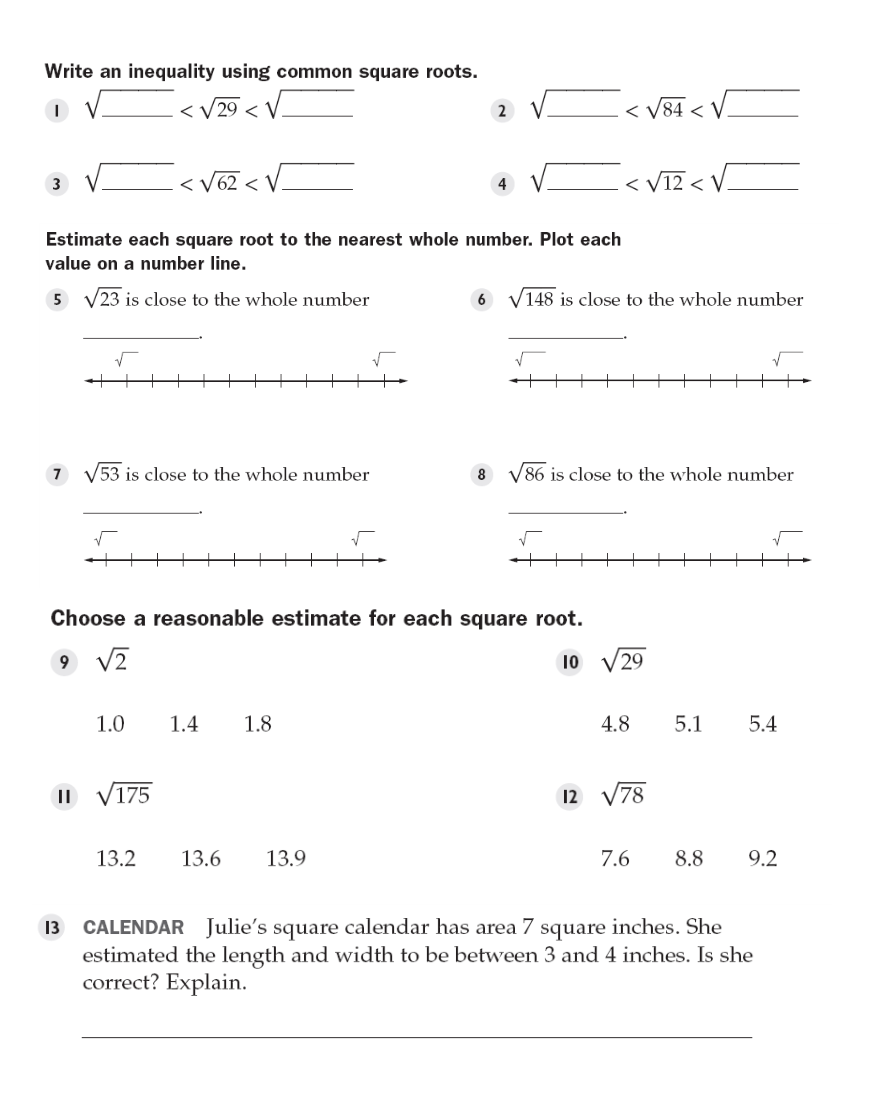 Write an inequality using common square roots.
1 √_____ < √29 < √_____
2 √_____ < √84 < √_____
3 √_____ < √62 < √_____
4 √_____ < √12 < √_____
Estimate each square root to the nearest whole number. Plot each
value on a number line.
5 √23 is close to the whole number
__________.
√ √
6 √148 is close to the whole number
__________.
√ √
7 √53 is close to the whole number
__________.
√ √
8 √86 is close to the whole number
__________.
√ √
Choose a reasonable estimate for each square root.
9 √2
1.0 1.4 1.8
10 √29
4.8 5.1 5.4
11 √175
13.2 13.6 13.9
12 √78
7.6 8.8 9.2
13 CALENDAR Julie's square calendar has area 7 square inches. She
estimated the length and width to be between 3 and 4 inches. Is she
correct? Explain.